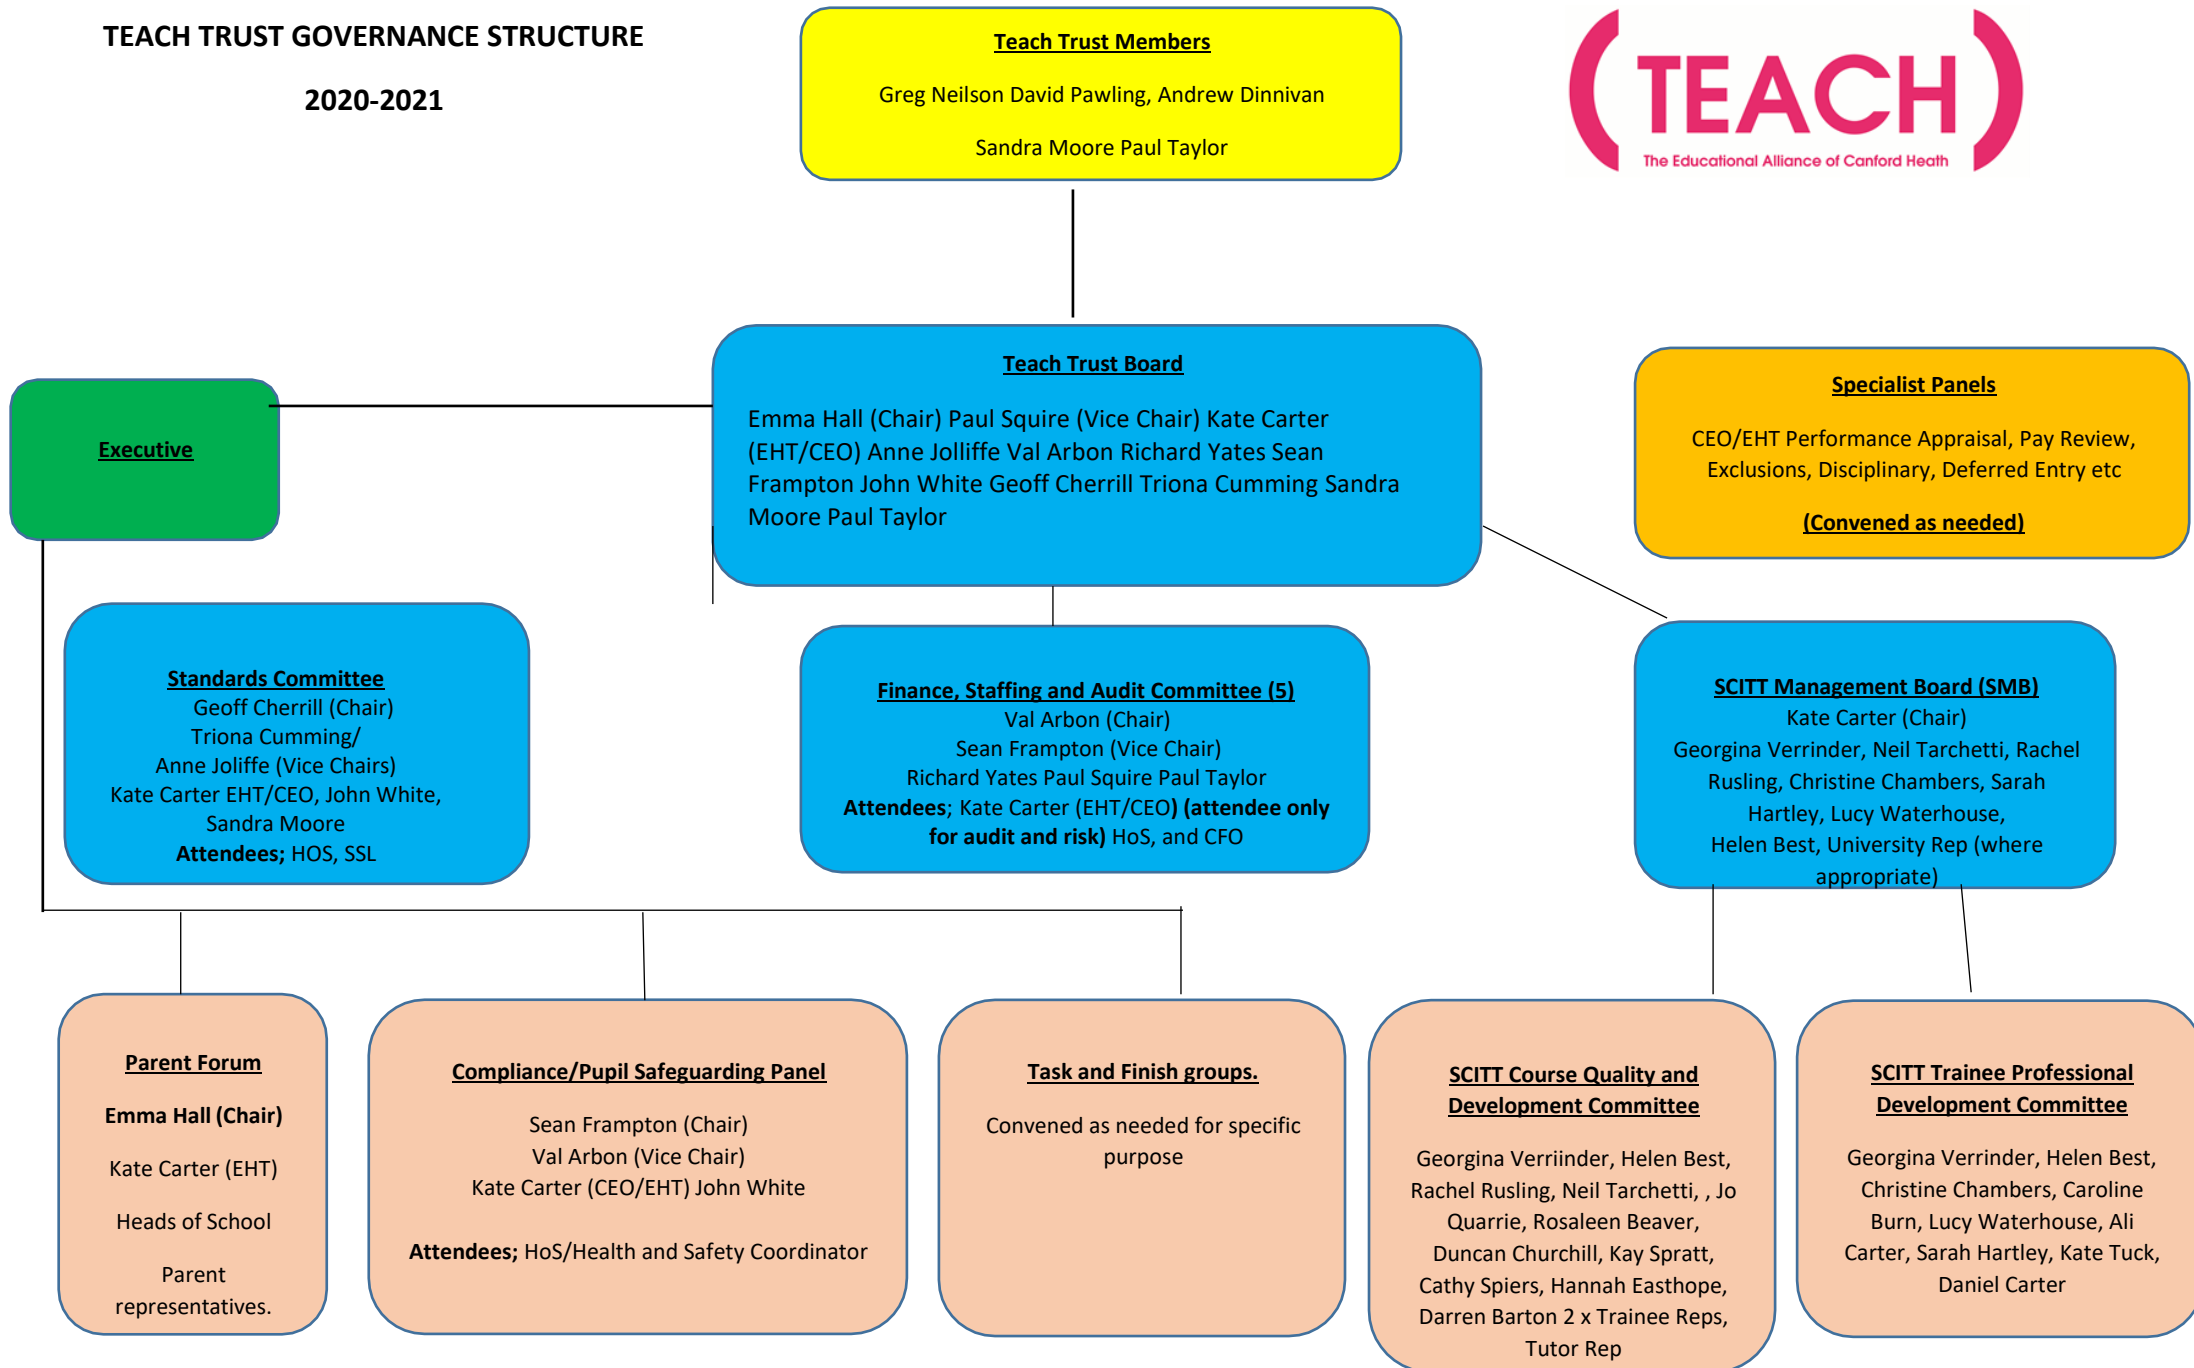 TEACH TRUST GOVERNANCE STRUCTURE
2020-2021
Teach Trust Members
Greg Neilson David Pawling, Andrew Dinnivan
Sandra Moore Paul Taylor
(TEACH)
The Educational Alliance of Canford Heath
Teach Trust Board
Emma Hall (Chair) Paul Squire (Vice Chair) Kate Carter
(EHT/CEO) Anne Jolliffe Val Arbon Richard Yates Sean
Frampton John White Geoff Cherrill Triona Cumming Sandra
Moore Paul Taylor
Executive
Specialist Panels
CEO/EHT Performance Appraisal, Pay Review,
Exclusions, Disciplinary, Deferred Entry etc
(Convened as needed)
Standards Committee
Geoff Cherrill (Chair)
Triona Cumming/
Anne Joliffe (Vice Chairs)
Kate Carter EHT/CEO, John White,
Sandra Moore
Attendees; HOS, SSL
Finance, Staffing and Audit Committee (5)
Val Arbon (Chair)
Sean Frampton (Vice Chair)
Richard Yates Paul Squire Paul Taylor
Attendees; Kate Carter (EHT/CEO) (attendee only
for audit and risk) HoS, and CFO
SCITT Management Board (SMB)
Kate Carter (Chair)
Georgina Verrinder, Neil Tarchetti, Rachel
Rusling, Christine Chambers, Sarah
Hartley, Lucy Waterhouse,
Helen Best, University Rep (where
appropriate)
Parent Forum
Emma Hall (Chair)
Kate Carter (EHT)
Heads of School
Parent
representatives.
Compliance/Pupil Safeguarding Panel
Sean Frampton (Chair)
Val Arbon (Vice Chair)
Kate Carter (CEO/EHT) John White
Attendees; HoS/Health and Safety Coordinator
Task and Finish groups.
Convened as needed for specific
purpose
SCITT Course Quality and
Development Committee
Georgina Verriinder, Helen Best,
Rachel Rusling, Neil Tarchetti, , Jo
Quarrie, Rosaleen Beaver,
Duncan Churchill, Kay Spratt,
Cathy Spiers, Hannah Easthope,
Darren Barton 2 x Trainee Reps,
Tutor Rep
SCITT Trainee Professional
Development Committee
Georgina Verrinder, Helen Best,
Christine Chambers, Caroline
Burn, Lucy Waterhouse, Ali
Carter, Sarah Hartley, Kate Tuck,
Daniel Carter